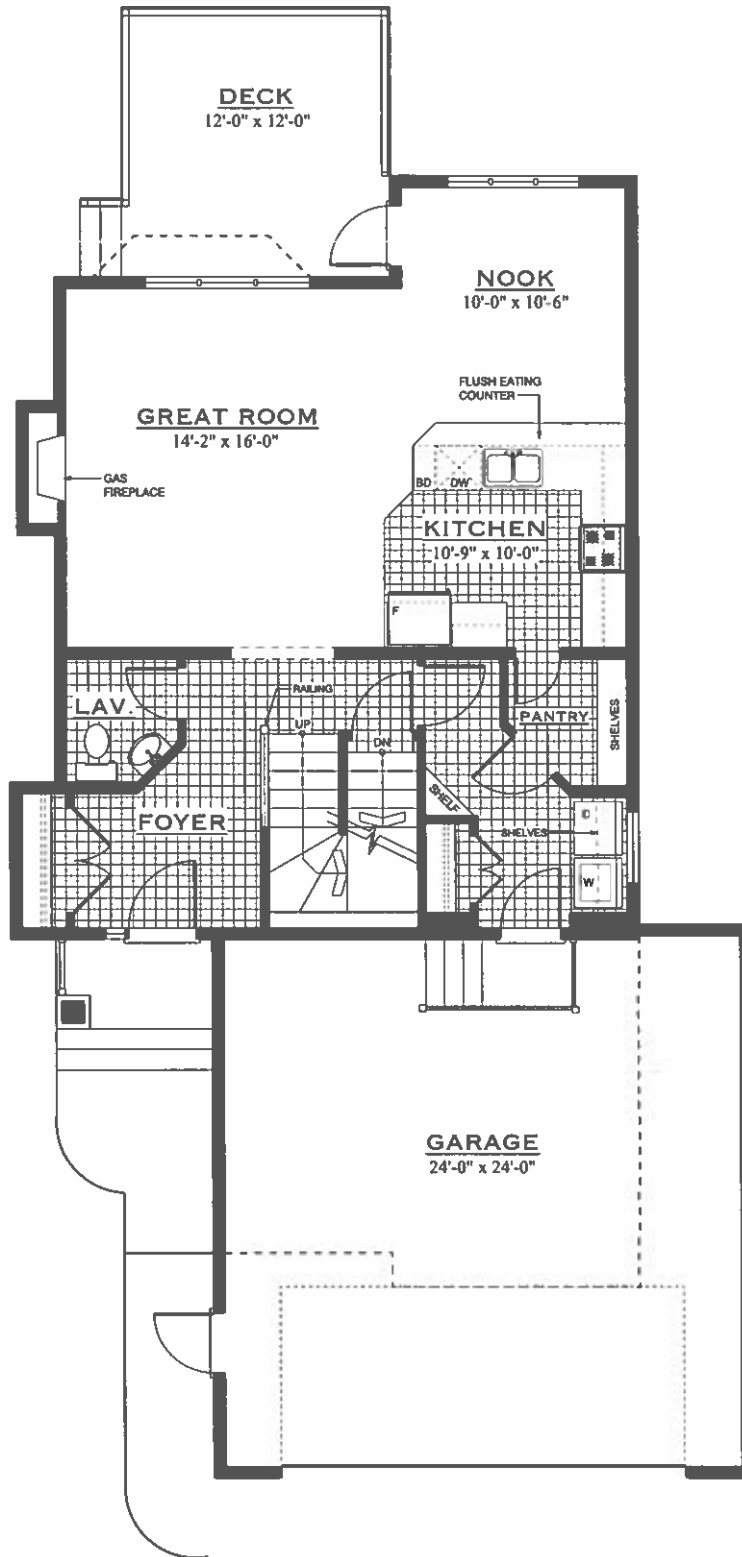 DECK
12'-0" x 12'-0"
NOOK
10'-0" x 10'-6"
FLUSH EATING
COUNTER
GREAT ROOM
14'-2" x 16'-0"
GAS
FIREPLACE
BD
DW
KITCHEN
10'-9" x 10'-0"
F
RAILING
LAV.
UP
DN
PANTRY
SHELVES
SHELF
FOYER
SHELVES
D
W
GARAGE
24'-0" x 24'-0"